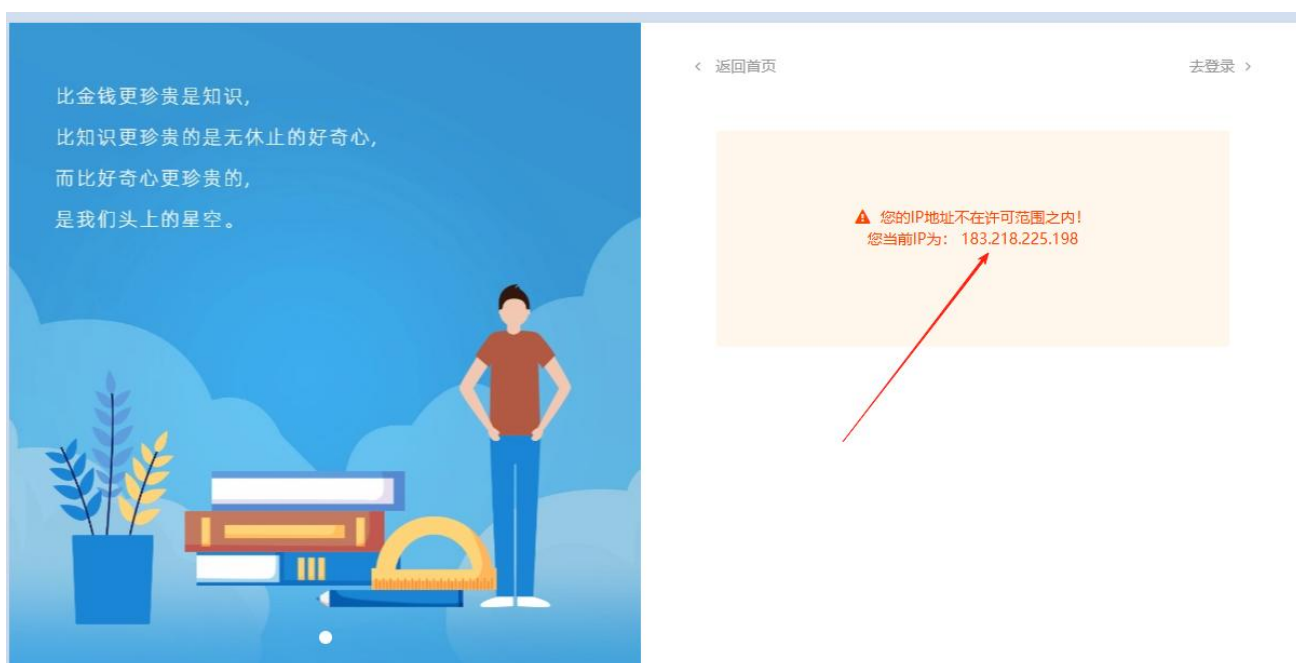 比金钱更珍贵是知识,
比知识更珍贵的是无休止的好奇心,
而比好奇心更珍贵的,
是我们头上的星空。
返回首页
去登录
您的IP地址不在许可范围之内!
您当前IP为: 183.218.225.198